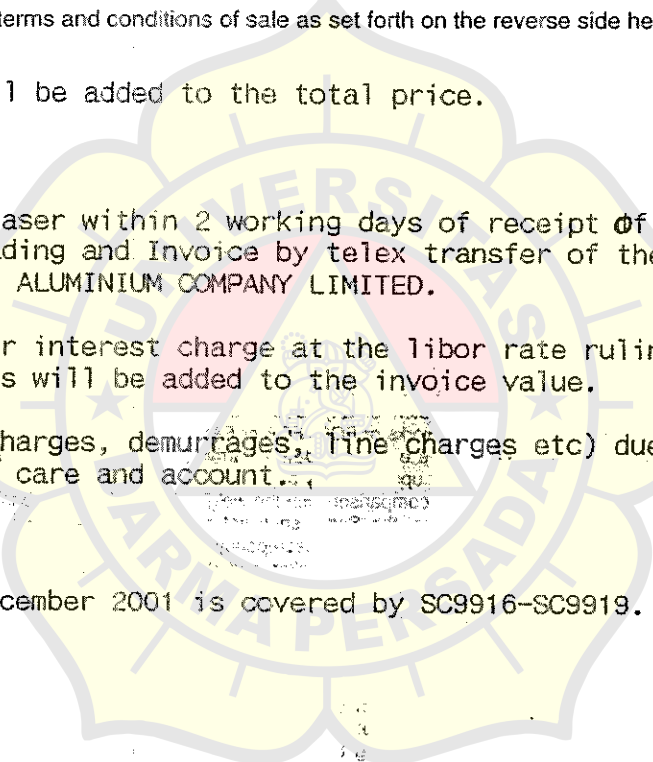 terms and conditions of sale as set forth on the reverse side he
l be added to the total price.
aser within 2 working days of receipt of
ding and Invoice by telex transfer of the
ALUMINIUM COMPANY LIMITED.
r interest charge at the libor rate rulin
s will be added to the invoice value.
harges, demurrages, line charges etc) due
care and account.
cember 2001 is covered by SC9916-SC9919.
UNIVERSITAS
DARMA PERSADA